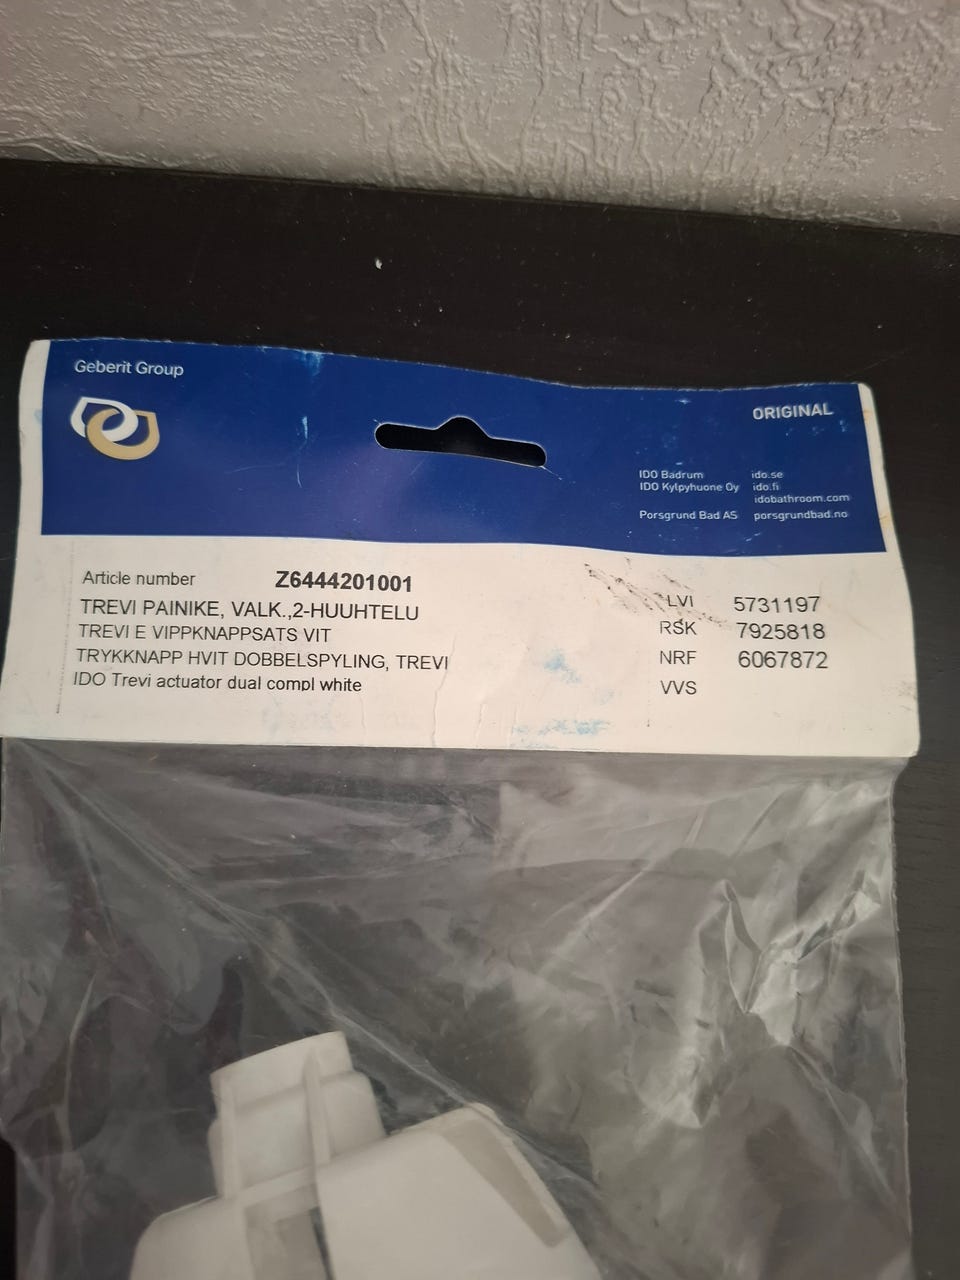 Geberit Group
ORIGINAL
IDO Badrum ido.se
IDO Kylpyhuone Oy ido.fi
idobathroom.com
Porsgrund Bad AS porsgrundbad.no
Article number Z6444201001
TREVI PAINIKE, VALK.,2-HUUHTELU
TREVI E VIPPKNAPPSATS VIT
TRYKKNAPP HVIT DOBBELSPYLING, TREVI
IDO Trevi actuator dual compl white
LVI 5731197
RSK 7925818
NRF 6067872
VVS